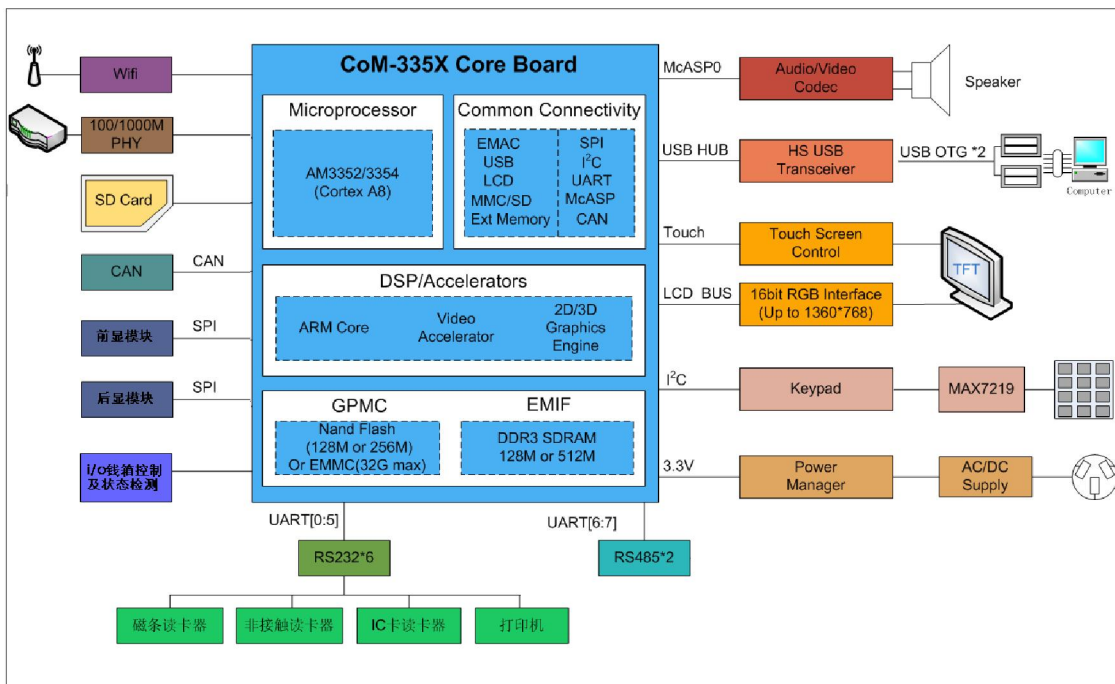 CoM-335X Core Board
Wifi
100/1000M
PHY
SD Card
CAN
CAN
前显模块
SPI
后显模块
SPI
i/o钱箱控制
及状态检测
Microprocessor
AM3352/3354
(Cortex A8)
Common Connectivity
EMAC
USB
LCD
MMC/SD
Ext Memory
SPI
I²C
UART
McASP
CAN
DSP/Accelerators
ARM Core
Video
Accelerator
2D/3D
Graphics
Engine
GPMC
Nand Flash
(128M or 256M)
Or EMMC(32G max)
EMIF
DDR3 SDRAM
128M or 512M
McASP0
Audio/Video
Codec
Speaker
USB HUB
HS USB
Transceiver
USB OTG *2
Computer
Touch
Touch Screen
Control
TFT
LCD BUS
16bit RGB Interface
(Up to 1360*768)
I²C
Keypad
MAX7219
3.3V
Power
Manager
AC/DC
Supply
UART[0:5]
RS232*6
UART[6:7]
RS485*2
磁条读卡器
非接触读卡器
IC卡读卡器
打印机